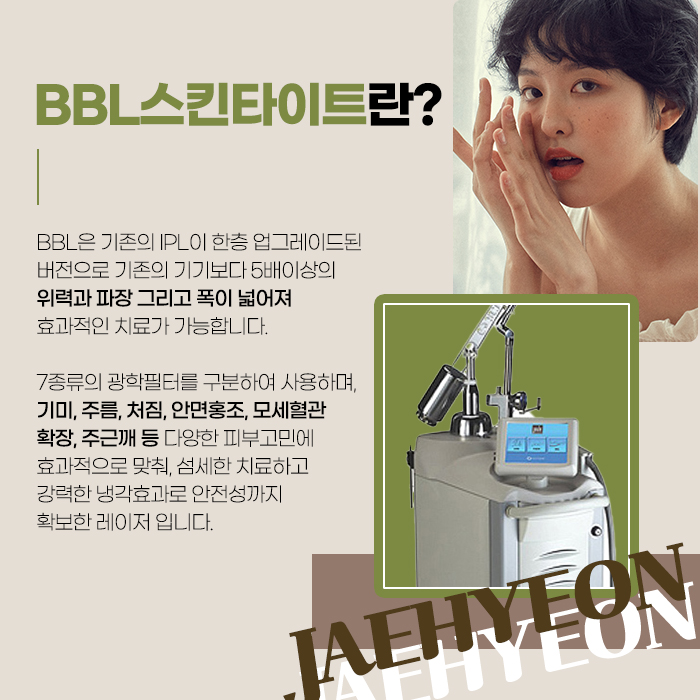 BBL스킨타이트란?
BBL은 기존의 IPL이 한층 업그레이드된
버전으로 기존의 기기보다 5배이상의
위력과 파장 그리고 폭이 넓어져
효과적인 치료가 가능합니다.
7종류의 광학필터를 구분하여 사용하며,
기미, 주름, 처짐, 안면홍조, 모세혈관
확장, 주근깨 등 다양한 피부고민에
효과적으로 맞춰, 섬세한 치료하고
강력한 냉각효과로 안전성까지
확보한 레이저 입니다.
JAEHYEON
JAEHYEON